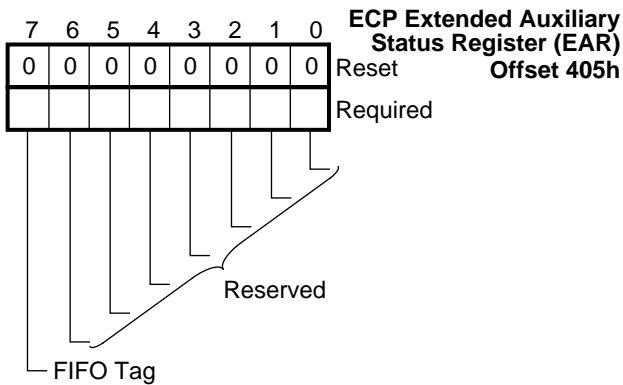 ECP Extended Auxiliary
Status Register (EAR)
Offset 405h
7 6 5 4 3 2 1 0
0 0 0 0 0 0 0 0 Reset
Required
Reserved
FIFO Tag